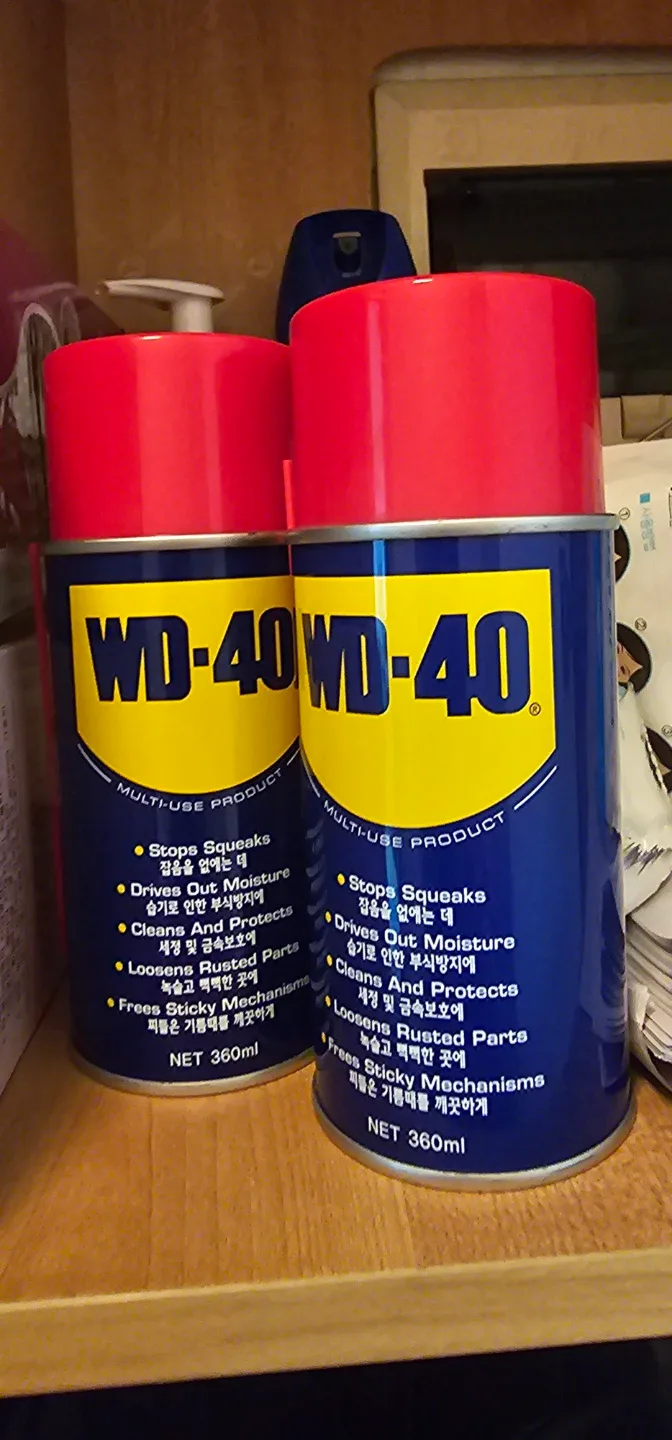 WD-40
MULTI-USE PRODUCT
Stops Squeaks
잡음을 없애는 데
Drives Out Moisture
습기로 인한 부식방지에
Cleans And Protects
세정 및 금속보호에
Loosens Rusted Parts
녹슬고 뻑뻑한 곳에
Frees Sticky Mechanisms
찌들은 기름때를 깨끗하게
NET 360ml
WD-40®
MULTI-USE PRODUCT
Stops Squeaks
잡음을 없애는 데
Drives Out Moisture
습기로 인한 부식방지에
Cleans And Protects
세정 및 금속보호에
Loosens Rusted Parts
녹슬고 뻑뻑한 곳에
Frees Sticky Mechanisms
찌들은 기름때를 깨끗하게
NET 360ml